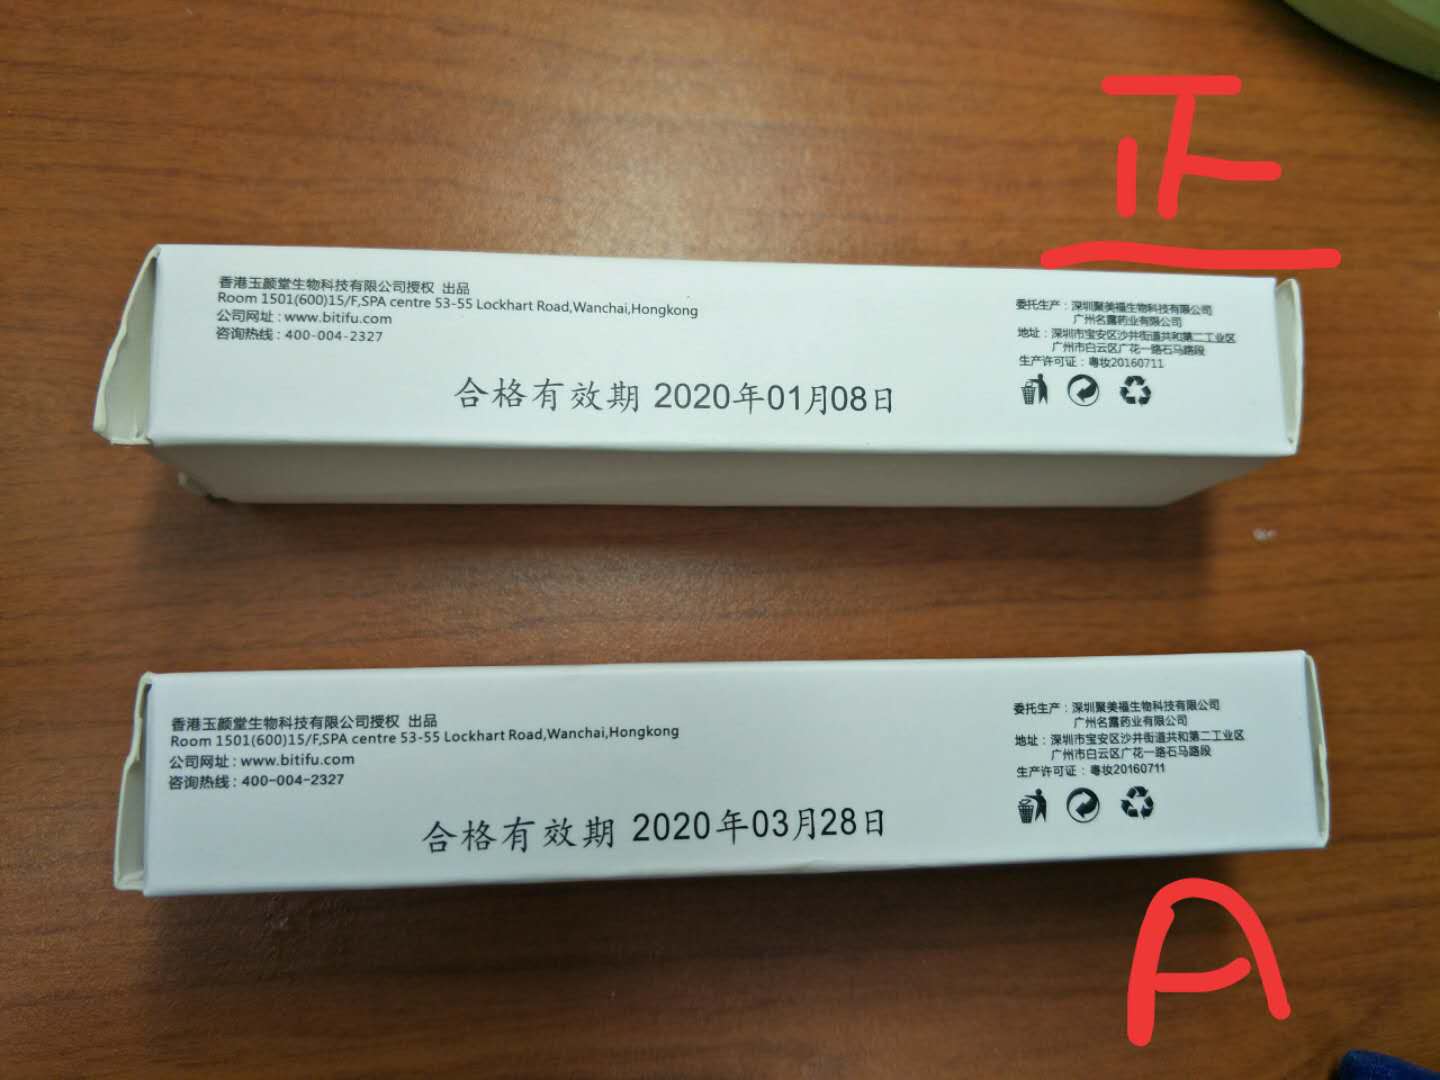 正
香港玉颜堂生物科技有限公司授权 出品
Room 1501(600)15/F,SPA centre 53-55 Lockhart Road,Wanchai,Hongkong
公司网址：www.bitifu.com
咨询热线：400-004-2327
委托生产：深圳聚美福生物科技有限公司
广州名露药业有限公司
地址：深圳市宝安区沙井街道共和第二工业区
广州市白云区广花一路石马路段
生产许可证：粤妆20160711
合格有效期 2020年01月08日
香港玉颜堂生物科技有限公司授权 出品
Room 1501(600)15/F,SPA centre 53-55 Lockhart Road,Wanchai,Hongkong
公司网址：www.bitifu.com
咨询热线：400-004-2327
委托生产：深圳聚美福生物科技有限公司
广州名露药业有限公司
地址：深圳市宝安区沙井街道共和第二工业区
广州市白云区广花一路石马路段
生产许可证：粤妆20160711
合格有效期 2020年03月28日
A